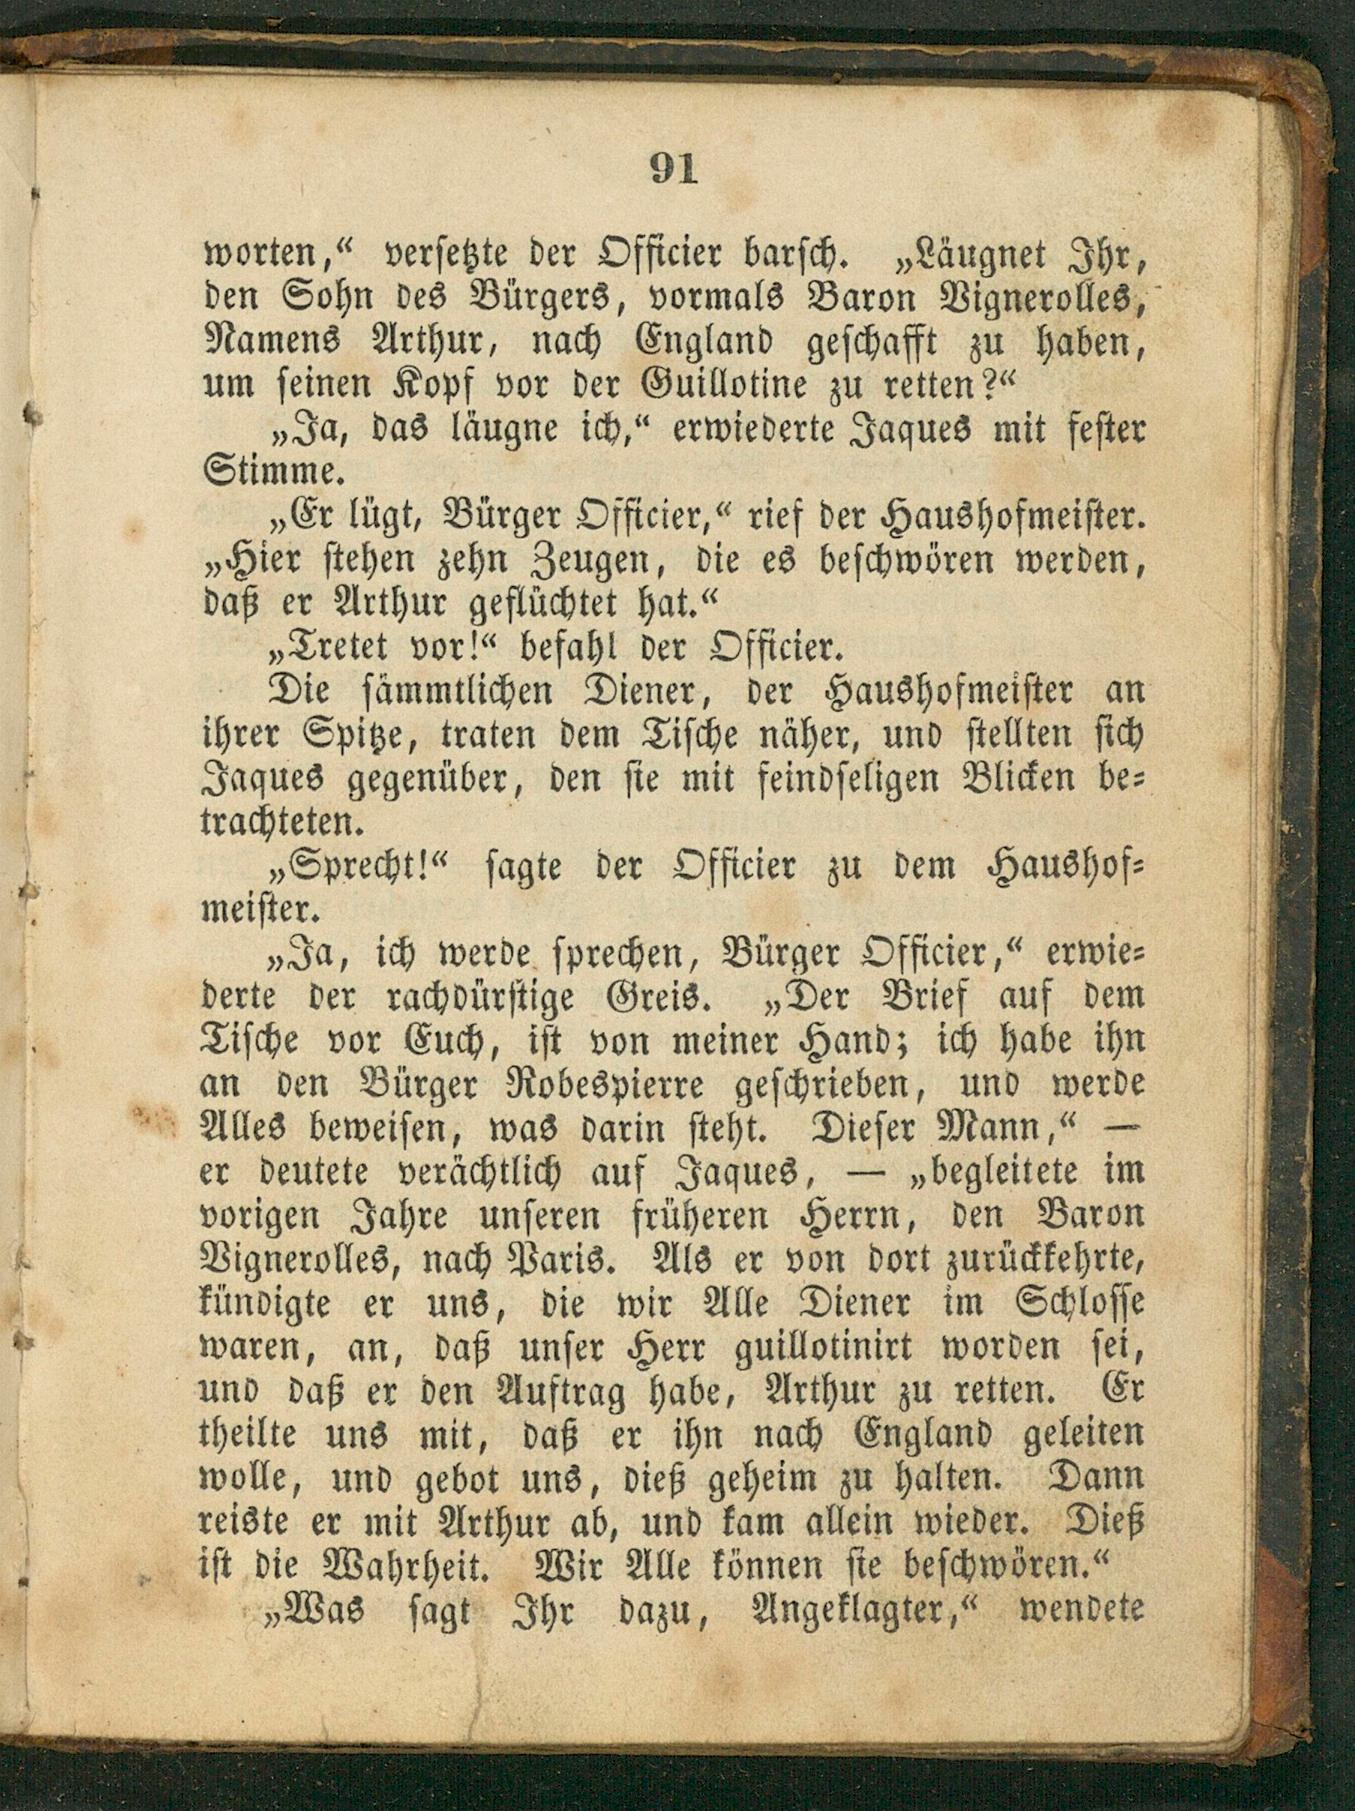 91
worten,“ versetzte der Officier barsch. „Läugnet Ihr,
den Sohn des Bürgers, vormals Baron Vignerolles,
Namens Arthur, nach England geschafft zu haben,
um seinen Kopf vor der Guillotine zu retten?“
„Ja, das läugne ich,“ erwiederte Jaques mit fester
Stimme.
„Er lügt, Bürger Officier,“ rief der Haushofmeister.
„Hier stehen zehn Zeugen, die es beschwören werden,
daß er Arthur geflüchtet hat.“
„Tretet vor!“ befahl der Officier.
Die sämmtlichen Diener, der Haushofmeister an
ihrer Spitze, traten dem Tische näher, und stellten sich
Jaques gegenüber, den sie mit feindseligen Blicken be-
trachteten.
„Sprecht!“ sagte der Officier zu dem Haushof-
meister.
„Ja, ich werde sprechen, Bürger Officier,“ erwie-
derte der rachdürstige Greis. „Der Brief auf dem
Tische vor Euch, ist von meiner Hand; ich habe ihn
an den Bürger Robespierre geschrieben, und werde
Alles beweisen, was darin steht. Dieser Mann,“ —
er deutete verächtlich auf Jaques, — „begleitete im
vorigen Jahre unseren früheren Herrn, den Baron
Vignerolles, nach Paris. Als er von dort zurückkehrte,
kündigte er uns, die wir Alle Diener im Schlosse
waren, an, daß unser Herr guillotinirt worden sei,
und daß er den Auftrag habe, Arthur zu retten. Er
theilte uns mit, daß er ihn nach England geleiten
wolle, und gebot uns, dieß geheim zu halten. Dann
reiste er mit Arthur ab, und kam allein wieder. Dieß
ist die Wahrheit. Wir Alle können sie beschwören.“
„Was sagt Ihr dazu, Angeklagter,“ wendete